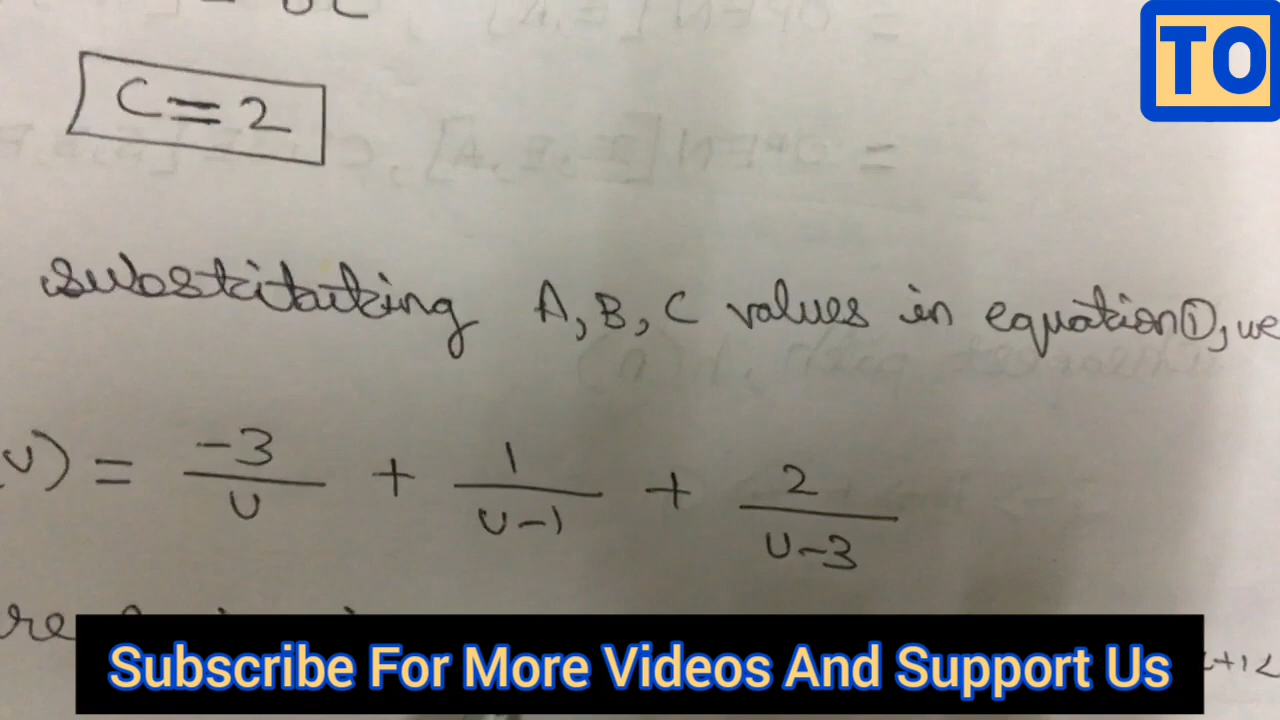 TO
C = 2
substituting A, B, C values in equation①, we
U) = -3/U + 1/U-1 + 2/U-3
Subscribe For More Videos And Support Us